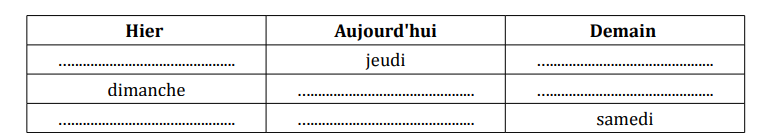 Hier Aujourd'hui Demain
................................................ jeudi ................................................
dimanche ................................................ ................................................
................................................ ................................................ samedi